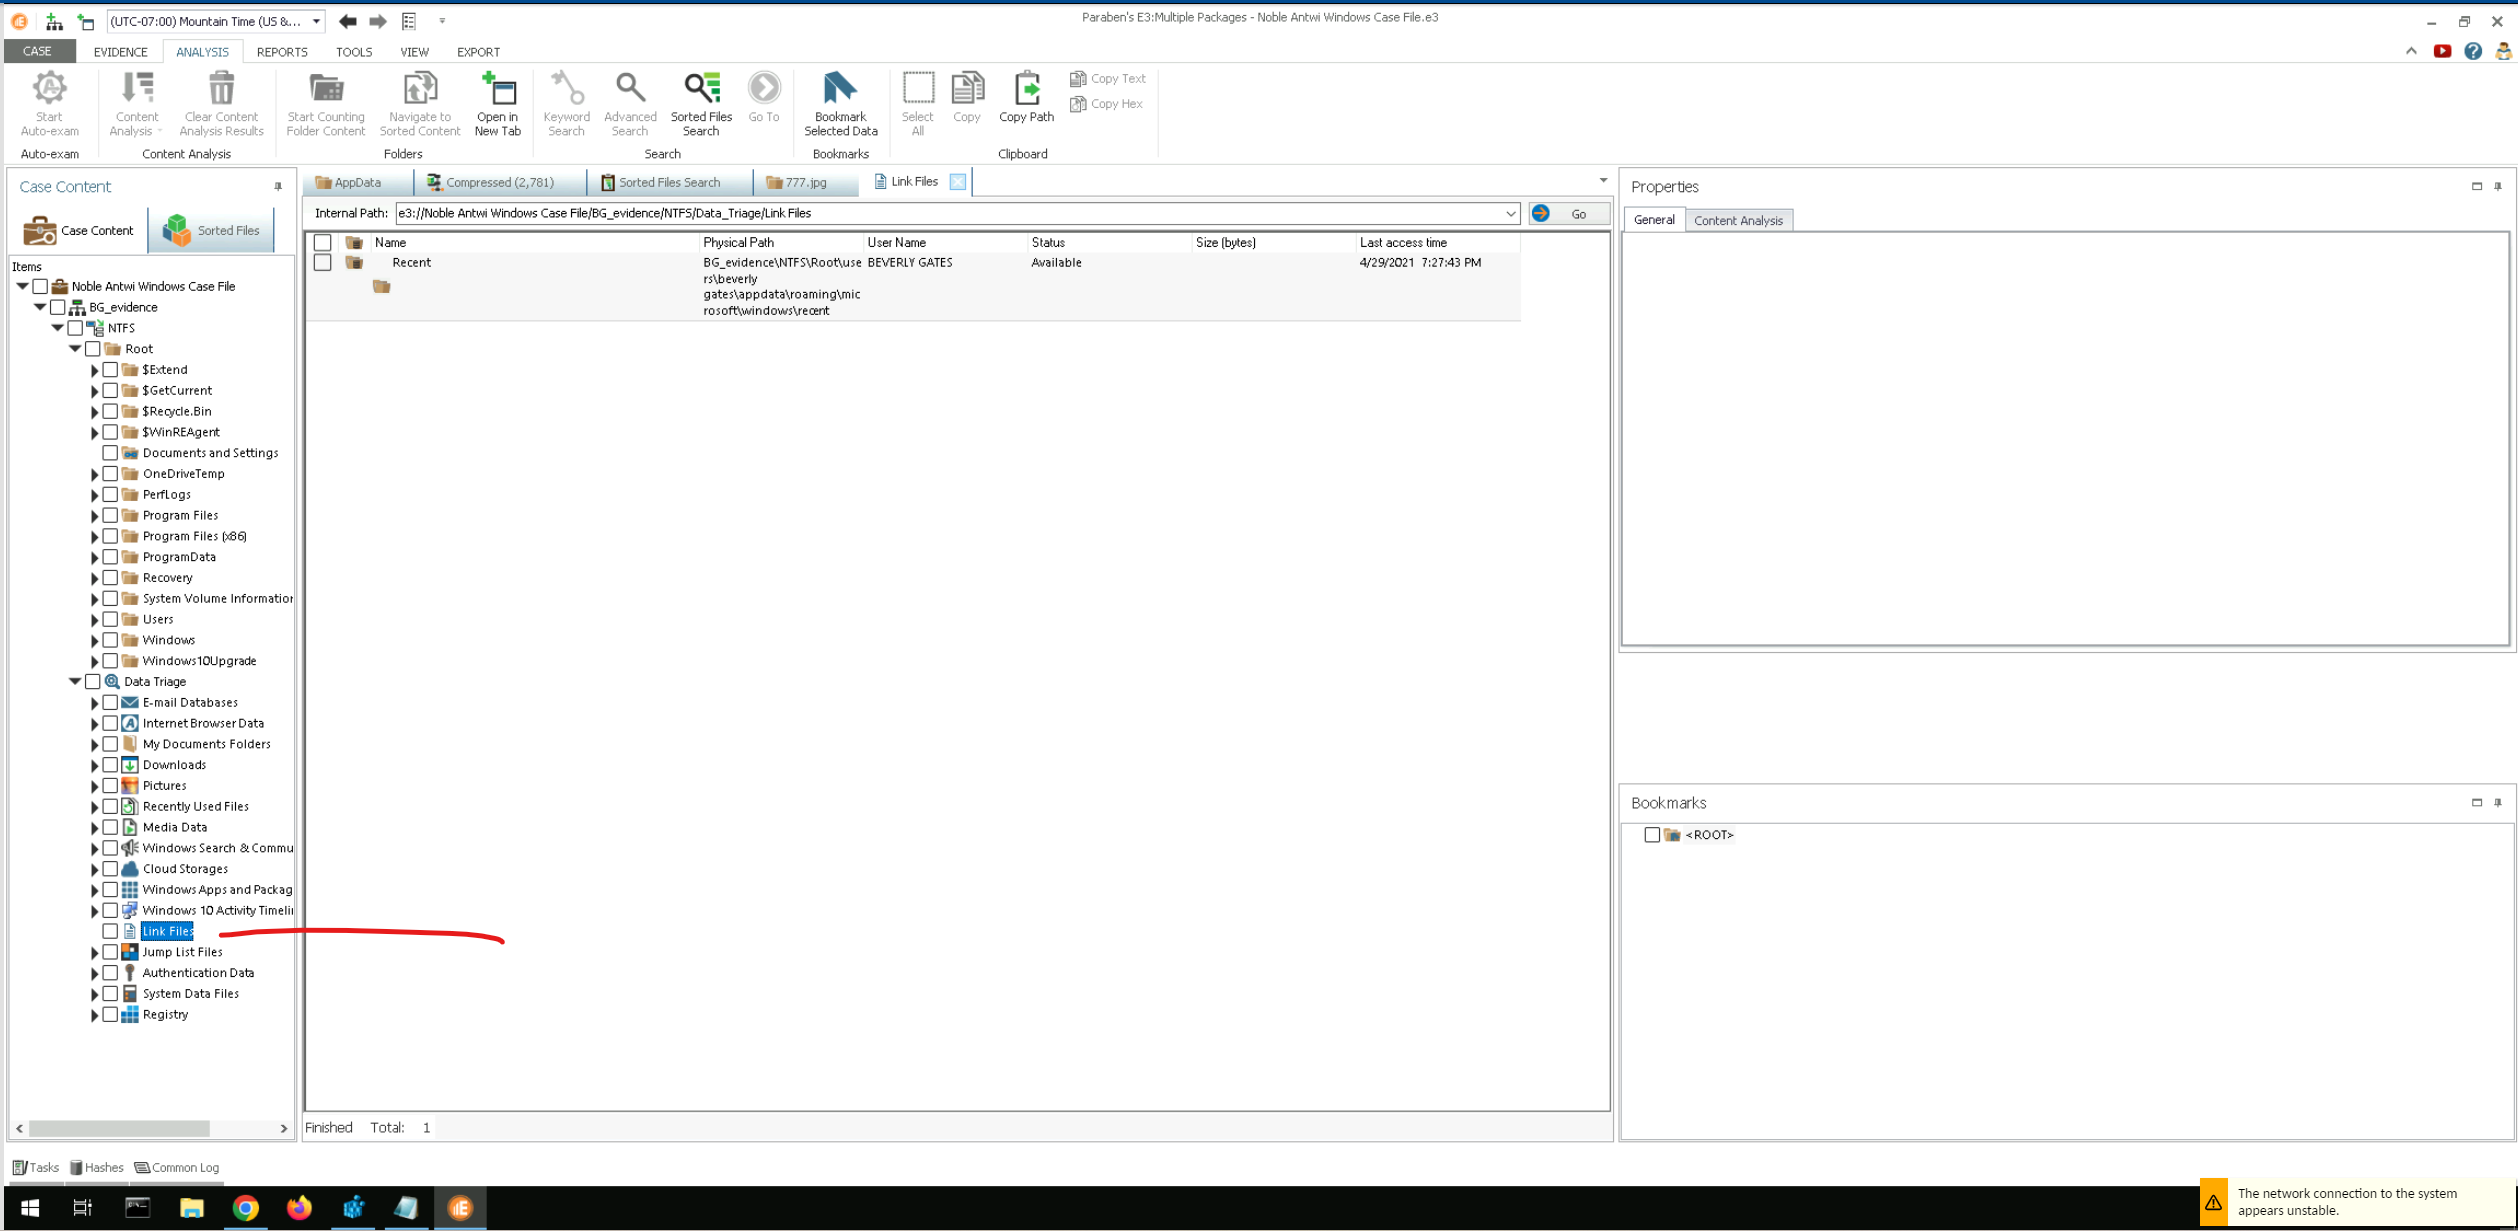 (UTC-07:00) Mountain Time (US &...
Paraben's E3:Multiple Packages - Noble Antwi Windows Case File.e3
CASE EVIDENCE ANALYSIS REPORTS TOOLS VIEW EXPORT
Start Auto-exam
Content Analysis
Clear Content Analysis Results
Start Counting Folder Content
Navigate to Sorted Content
Open in New Tab
Keyword Search
Advanced Search
Sorted Files Search
Go To
Bookmark Selected Data
Select All
Copy
Copy Path
Copy Text
Copy Hex
Auto-exam Content Analysis Folders Search Bookmarks Clipboard
Case Content
Case Content Sorted Files
Items
Noble Antwi Windows Case File
BG_evidence
NTFS
Root
$Extend
$GetCurrent
$Recycle.Bin
$WinREAgent
Documents and Settings
OneDriveTemp
PerfLogs
Program Files
Program Files (x86)
ProgramData
Recovery
System Volume Information
Users
Windows
Windows10Upgrade
Data Triage
E-mail Databases
Internet Browser Data
My Documents Folders
Downloads
Pictures
Recently Used Files
Media Data
Windows Search & Commu
Cloud Storages
Windows Apps and Packag
Windows 10 Activity Timelin
Link Files
Jump List Files
Authentication Data
System Data Files
Registry
AppData Compressed (2,781) Sorted Files Search 777.jpg Link Files
Internal Path: e3://Noble Antwi Windows Case File/BG_evidence/NTFS/Data_Triage/Link Files Go
Name Physical Path User Name Status Size (bytes) Last access time
Recent BG_evidence\NTFS\Root\use BEVERLY GATES Available 4/29/2021 7:27:43 PM
rs\beverly
gates\appdata\roaming\mic
rosoft\windows\recent
Finished Total: 1
Properties
General Content Analysis
Bookmarks
<ROOT>
Tasks Hashes Common Log
The network connection to the system
appears unstable.